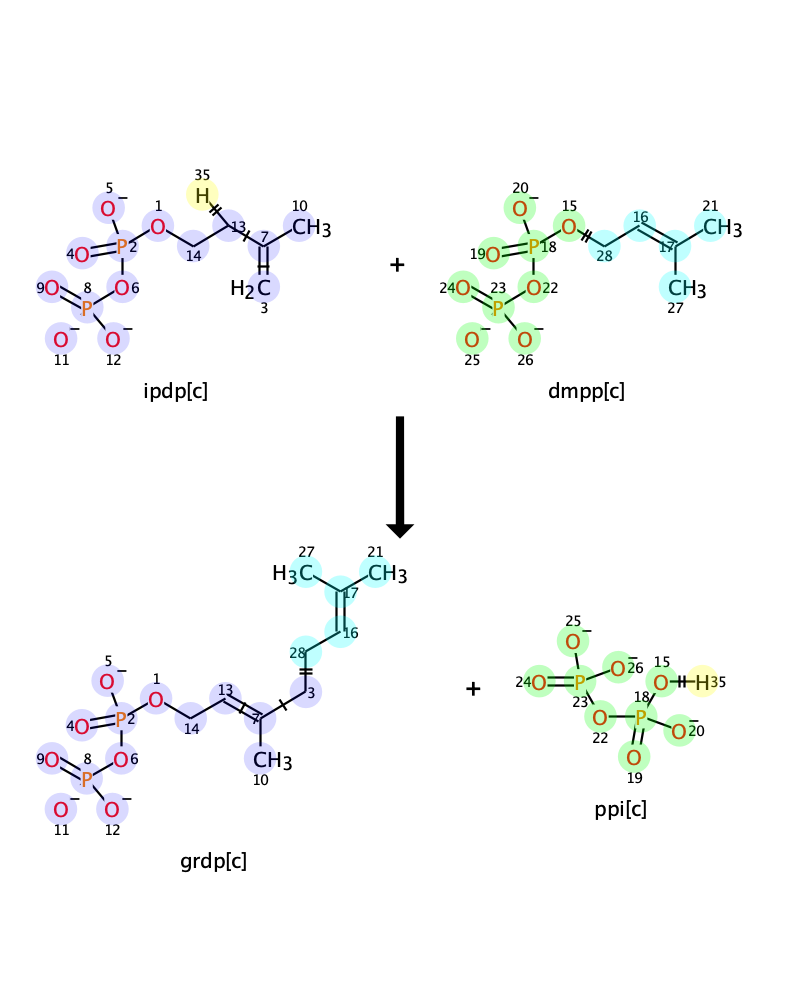 35
H
5
O−
20
O−
1
O
10
CH3
15
O
16
21
CH3
13
4O
P2
7
19O
P
18
17
14
28
+
9O
8
P
O6
H2C
3
24O
23
P
O22
CH3
27
O−
11
O−
12
O−
25
O−
26
ipdp[c]
dmpp[c]
27
H3C
21
CH3
17
16
28
25
O−
5
O−
1
O
13
3
24O
P
23
O−26
15
O
H35
4O
P2
14
7
+
O
22
18
P
O−20
9O
8
P
O6
CH3
10
O
19
O−
11
O−
12
ppi[c]
grdp[c]